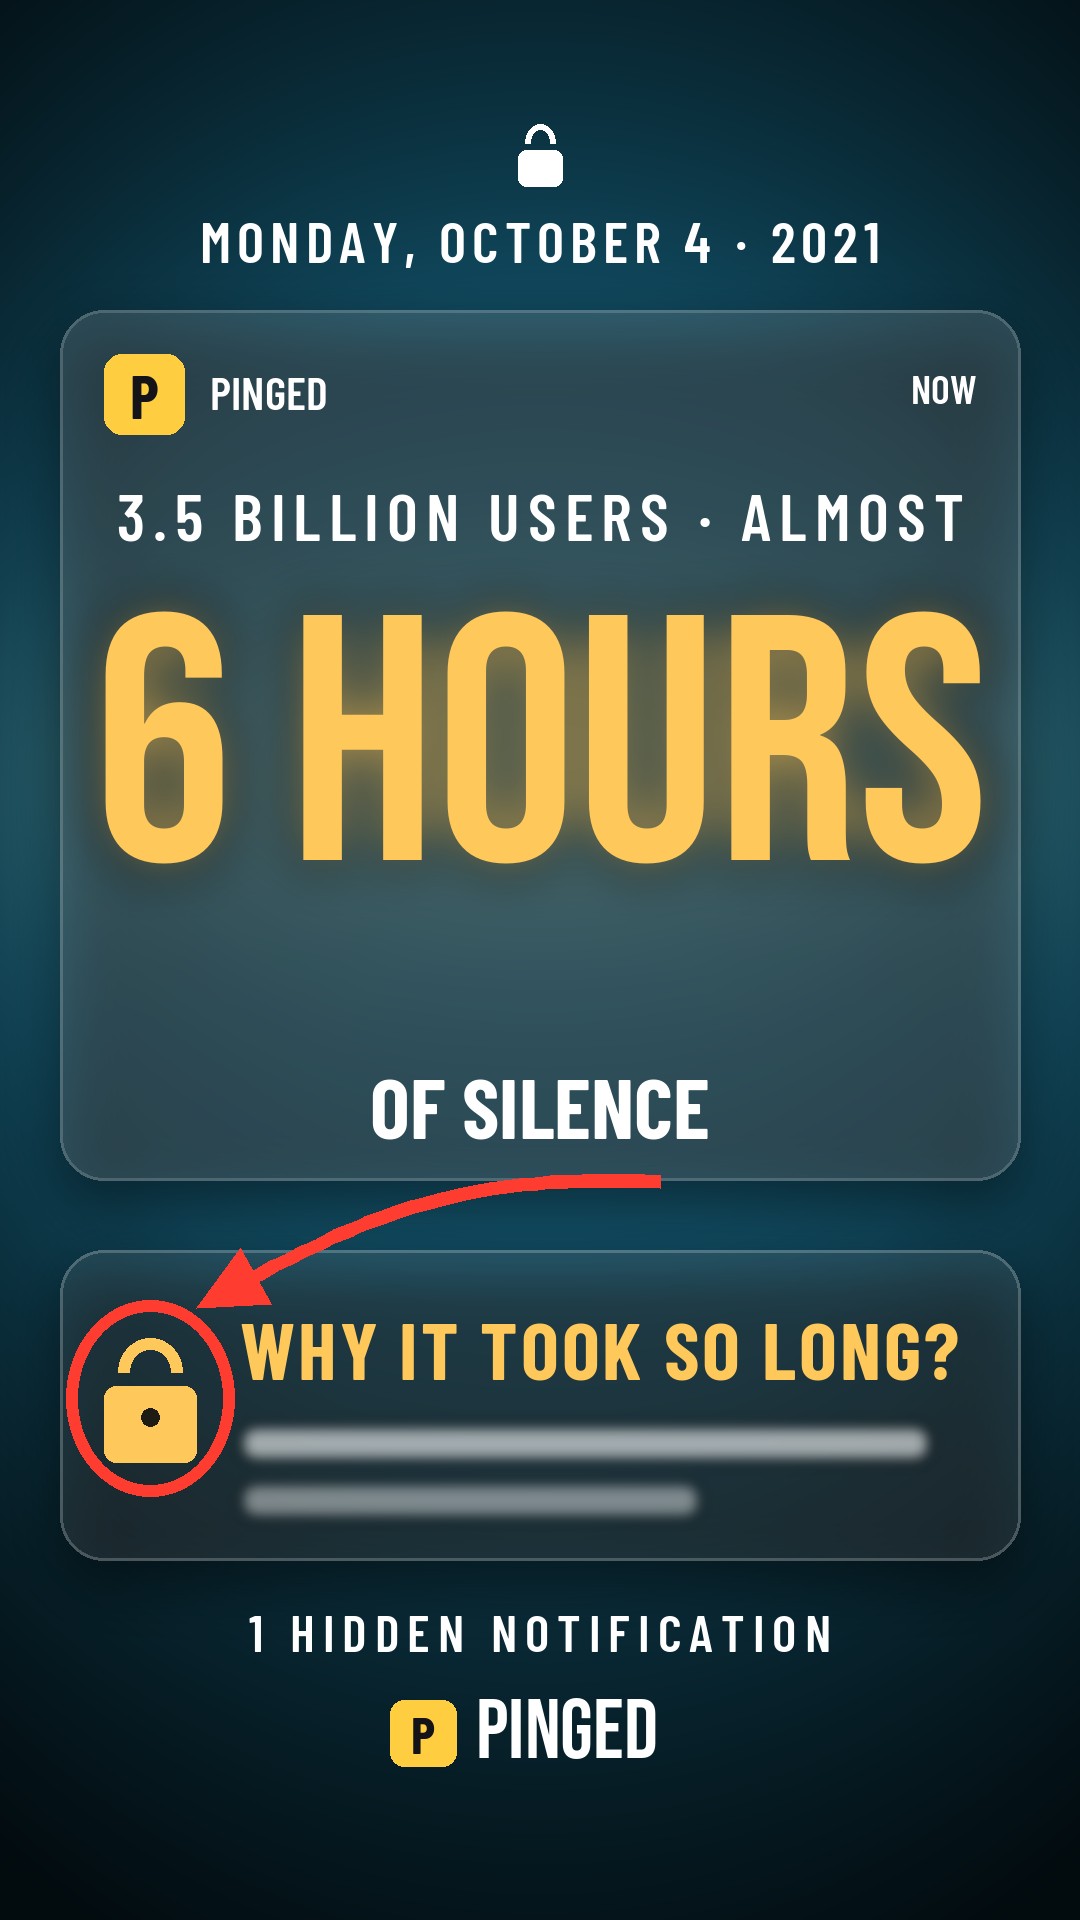 MONDAY, OCTOBER 4 · 2021
P PINGED NOW
3.5 BILLION USERS · ALMOST
6 HOURS
OF SILENCE
WHY IT TOOK SO LONG?
1 HIDDEN NOTIFICATION
P PINGED